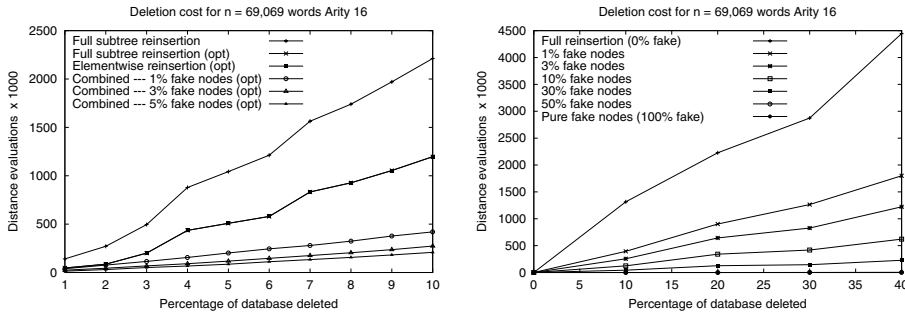 Deletion cost for n = 69,069 words Arity 16
2500
2000
1500
1000
500
0
Distance evaluations x 1000
Full subtree reinsertion
Full subtree reinsertion (opt)
Elementwise reinsertion (opt)
Combined --- 1% fake nodes (opt)
Combined --- 3% fake nodes (opt)
Combined --- 5% fake nodes (opt)
1 2 3 4 5 6 7 8 9 10
Percentage of database deleted
Deletion cost for n = 69,069 words Arity 16
4500
4000
3500
3000
2500
2000
1500
1000
500
0
Distance evaluations x 1000
Full reinsertion (0% fake)
1% fake nodes
3% fake nodes
10% fake nodes
30% fake nodes
50% fake nodes
Pure fake nodes (100% fake)
0 5 10 15 20 25 30 35 40
Percentage of database deleted